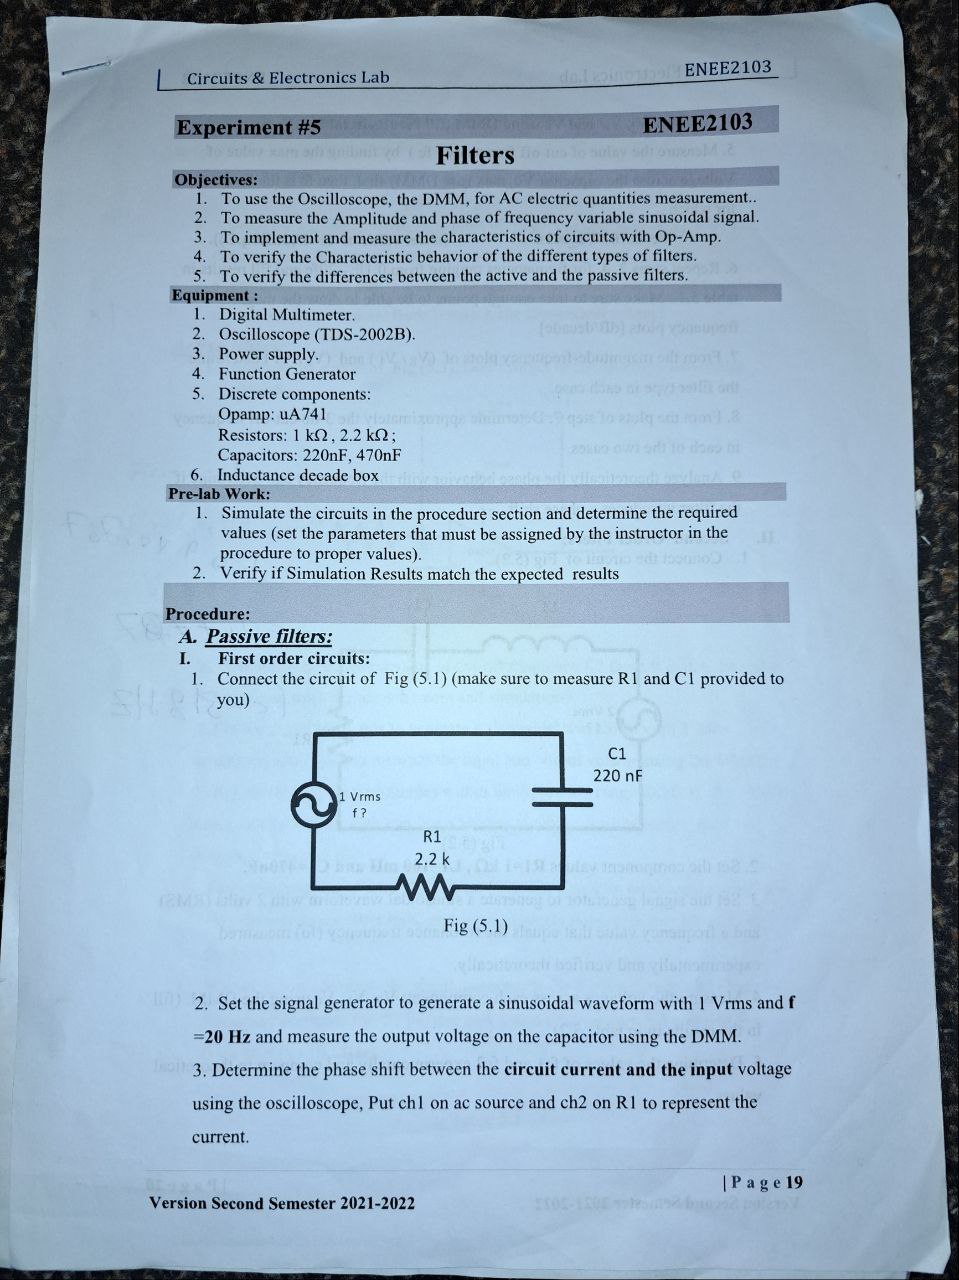 Circuits & Electronics Lab ENEE2103
Experiment #5 ENEE2103
Filters
Objectives:
1. To use the Oscilloscope, the DMM, for AC electric quantities measurement..
2. To measure the Amplitude and phase of frequency variable sinusoidal signal.
3. To implement and measure the characteristics of circuits with Op-Amp.
4. To verify the Characteristic behavior of the different types of filters.
5. To verify the differences between the active and the passive filters.
Equipment :
1. Digital Multimeter.
2. Oscilloscope (TDS-2002B).
3. Power supply.
4. Function Generator
5. Discrete components:
Opamp: uA741
Resistors: 1 kΩ, 2.2 kΩ;
Capacitors: 220nF, 470nF
6. Inductance decade box
Pre-lab Work:
1. Simulate the circuits in the procedure section and determine the required
values (set the parameters that must be assigned by the instructor in the
procedure to proper values).
2. Verify if Simulation Results match the expected results
Procedure:
A. Passive filters:
I. First order circuits:
1. Connect the circuit of Fig (5.1) (make sure to measure R1 and C1 provided to
you)
C1
220 nF
1 Vrms
f ?
R1
2.2 k
Fig (5.1)
2. Set the signal generator to generate a sinusoidal waveform with 1 Vrms and f
=20 Hz and measure the output voltage on the capacitor using the DMM.
3. Determine the phase shift between the circuit current and the input voltage
using the oscilloscope, Put ch1 on ac source and ch2 on R1 to represent the
current.
| P a g e 19
Version Second Semester 2021-2022